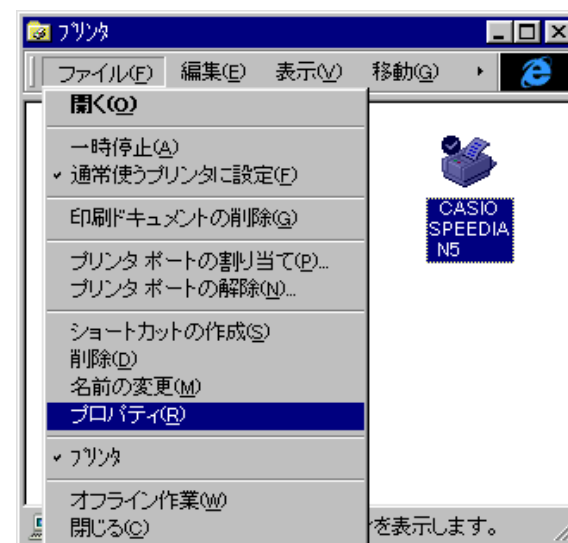 プリンタ
ファイル(F) 編集(E) 表示(V) 移動(G)
開く(O)
一時停止(A)
通常使うプリンタに設定(F)
印刷ドキュメントの削除(G)
プリンタ ポートの割り当て(P)...
プリンタ ポートの解除(N)...
ショートカットの作成(S)
削除(D)
名前の変更(M)
プロパティ(R)
プリンタ
オフライン作業(W)
閉じる(C)
CASIO
SPEEDIA
N5
を表示します。